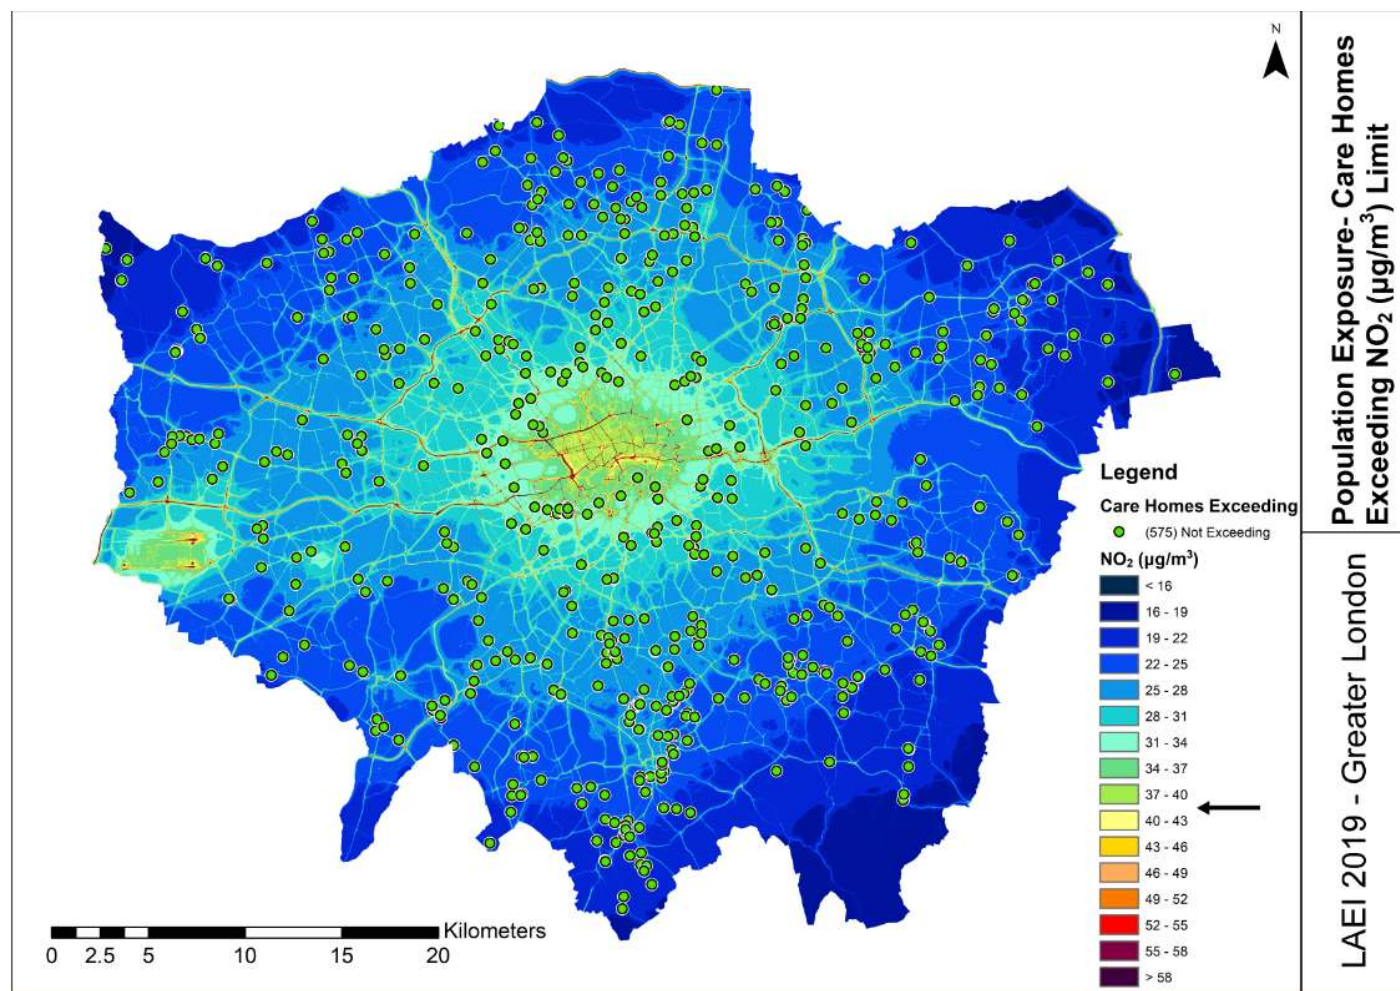 N
Population Exposure- Care Homes
Exceeding NO₂ (µg/m³) Limit
LAEI 2019 - Greater London
Legend
Care Homes Exceeding
(575) Not Exceeding
NO₂ (µg/m³)
< 16
16 - 19
19 - 22
22 - 25
25 - 28
28 - 31
31 - 34
34 - 37
37 - 40
40 - 43
43 - 46
46 - 49
49 - 52
52 - 55
55 - 58
> 58
Kilometers
0 2.5 5 10 15 20